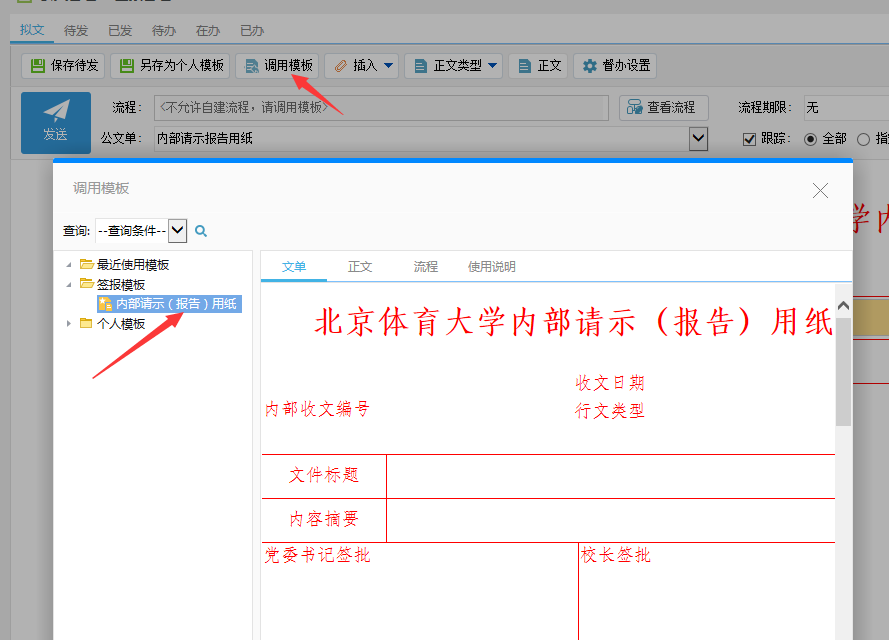 拟文 待发 已发 待办 在办 已办
保存待发 另存为个人模板 调用模板 插入 正文类型 正文 督办设置
发送
流程： <不允许自建流程，请调用模板> 查看流程 流程期限： 无
公文单： 内部请示报告用纸 跟踪： 全部
调用模板
学内
查询: --查询条件--
最近使用模板
签报模板
内部请示（报告）用纸
个人模板
文单 正文 流程 使用说明
北京体育大学内部请示（报告）用纸
收文日期
内部收文编号
行文类型
文件标题
内容摘要
党委书记签批 校长签批